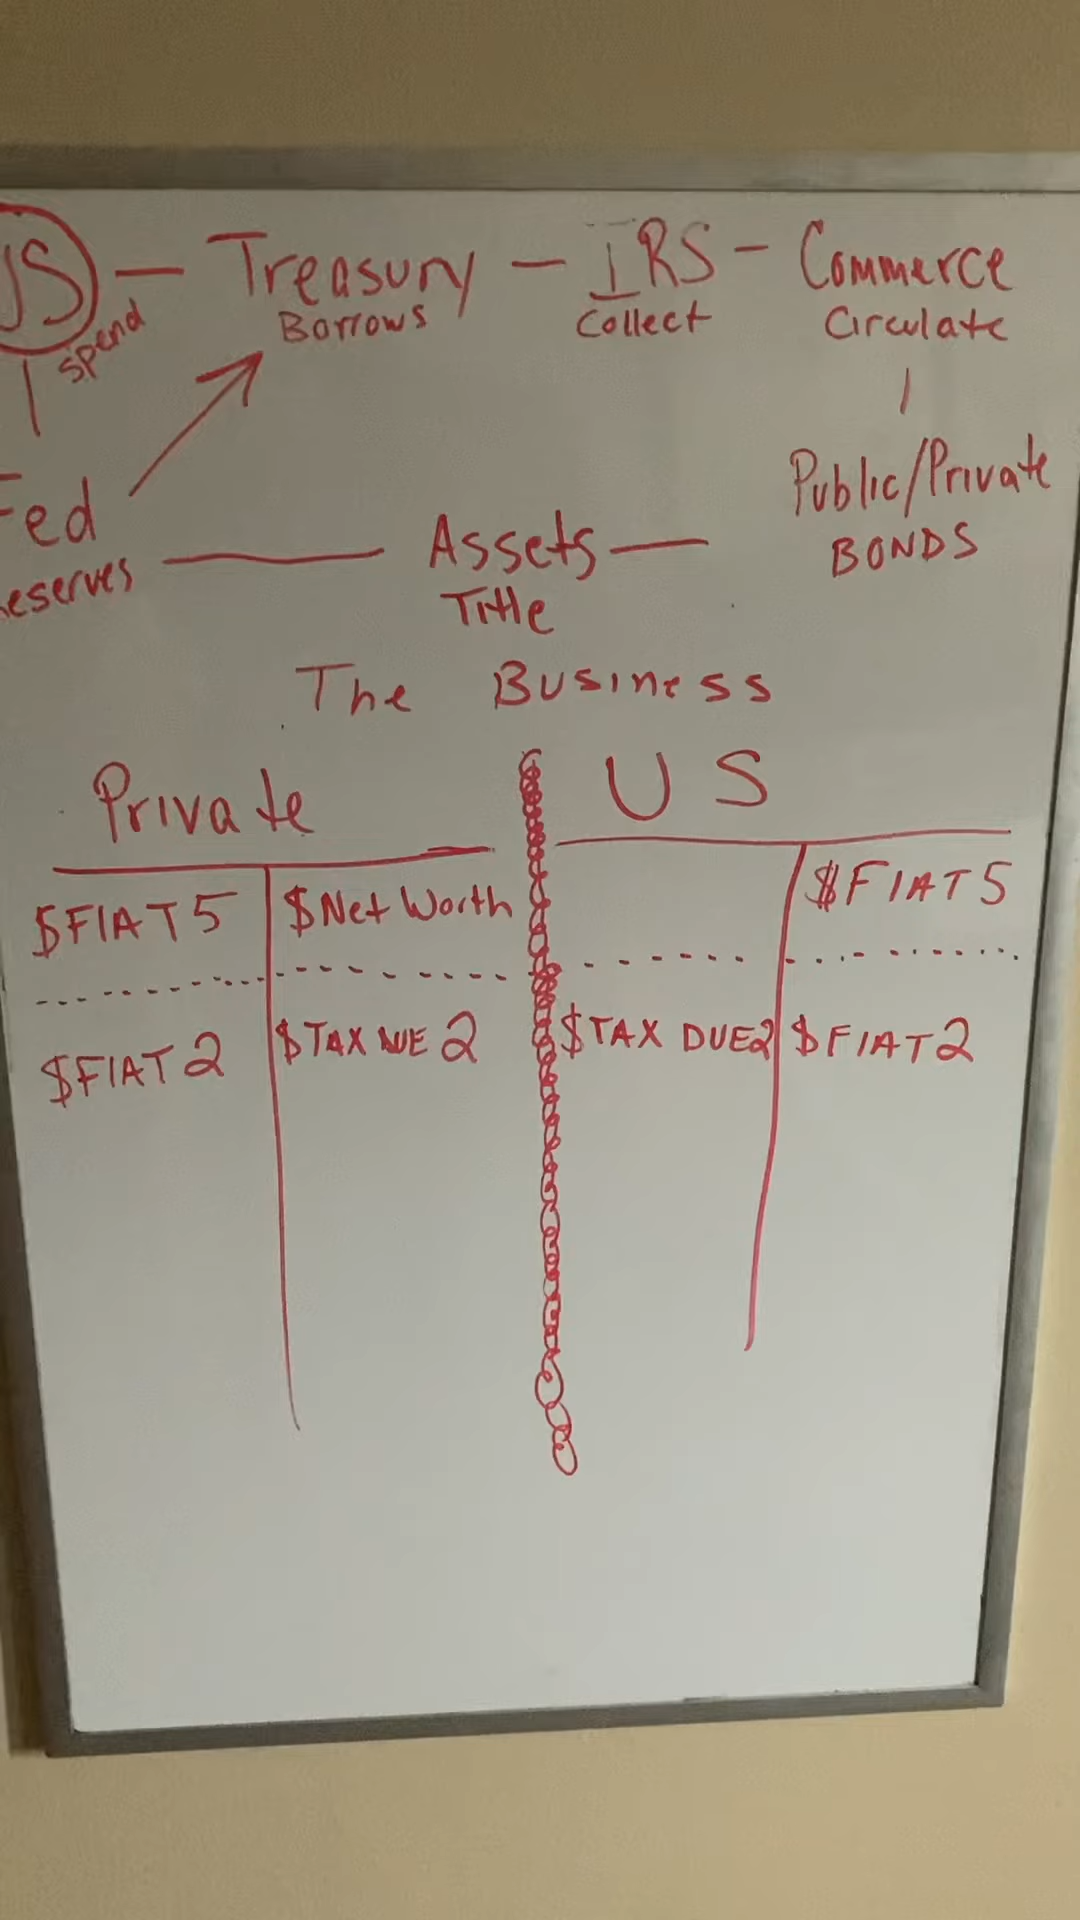 US — Treasury — IRS — Commerce
Spend Borrows Collect Circulate
Fed Assets — Public/Private
Reserves — Title BONDS
The Business
Private US
$FIAT5 $Net Worth $FIAT5
$FIAT2 $TAX DUE 2 $TAX DUE2 $FIAT2